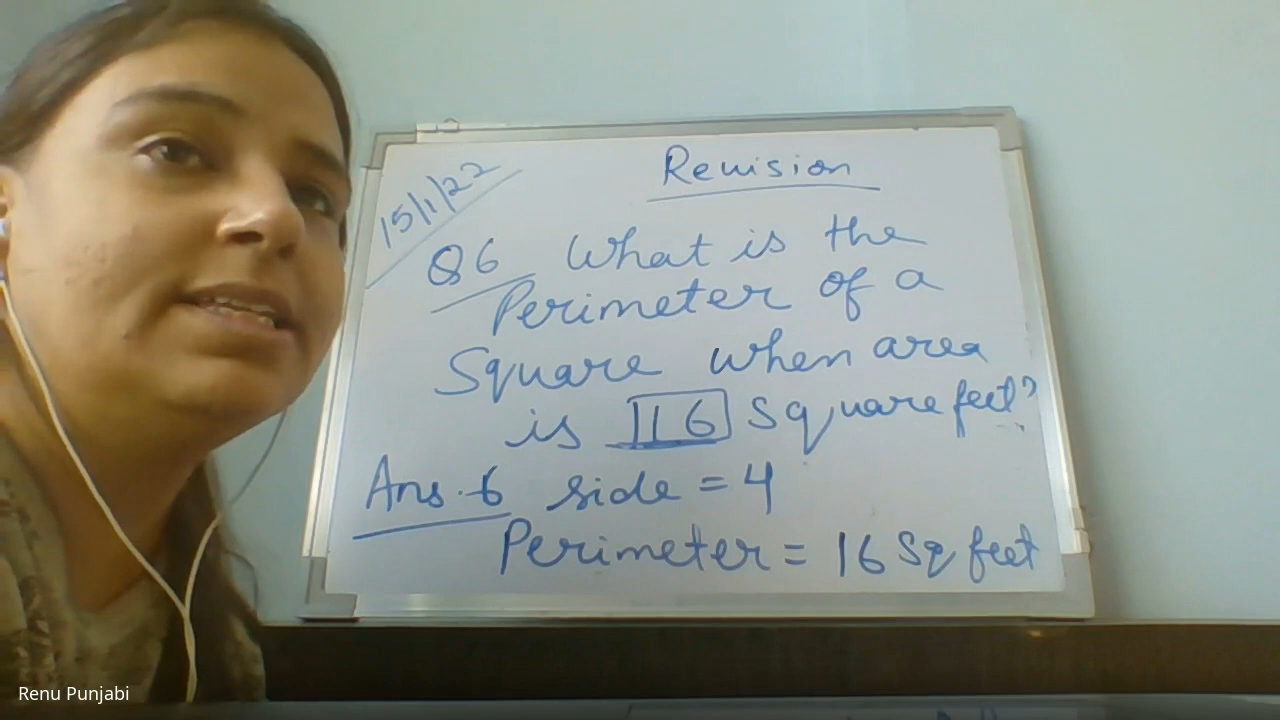 15/1/22
Revision
Q6 What is the
Perimeter of a
Square when area
is 16 Square feet?
Ans.6 side = 4
Perimeter = 16 Sq feet
Renu Punjabi